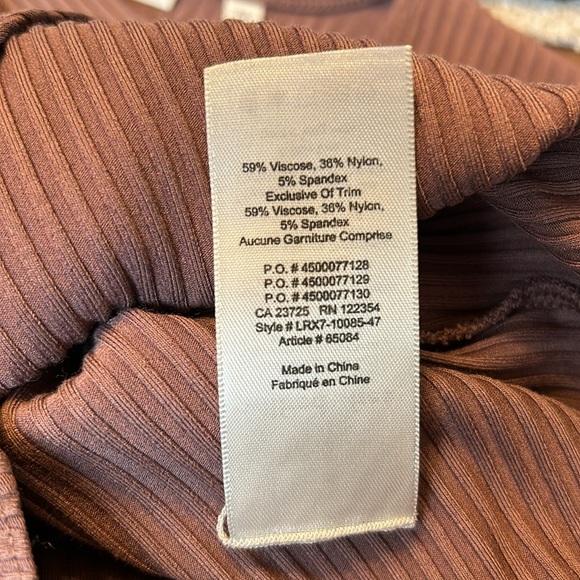 59% Viscose, 36% Nylon,
5% Spandex
Exclusive Of Trim
59% Viscose, 36% Nylon,
5% Spandex
Aucune Garniture Comprise
P.O. # 4500077128
P.O. # 4500077129
P.O. # 4500077130
CA 23725 RN 122354
Style # LRX7-10085-47
Article # 65084
Made in China
Fabriqué en Chine